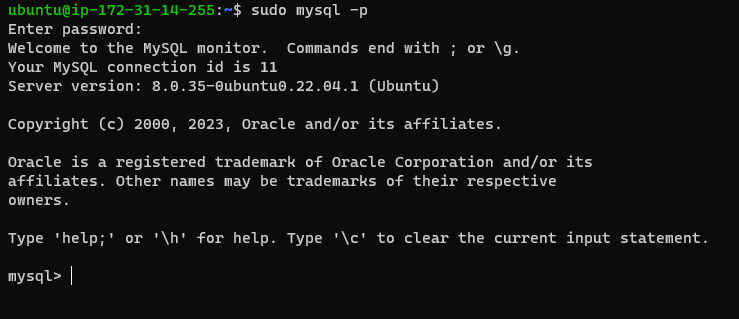 ubuntu@ip-172-31-14-255:~$ sudo mysql -p
Enter password:
Welcome to the MySQL monitor.  Commands end with ; or \g.
Your MySQL connection id is 11
Server version: 8.0.35-0ubuntu0.22.04.1 (Ubuntu)

Copyright (c) 2000, 2023, Oracle and/or its affiliates.

Oracle is a registered trademark of Oracle Corporation and/or its
affiliates. Other names may be trademarks of their respective
owners.

Type 'help;' or '\h' for help. Type '\c' to clear the current input statement.

mysql>